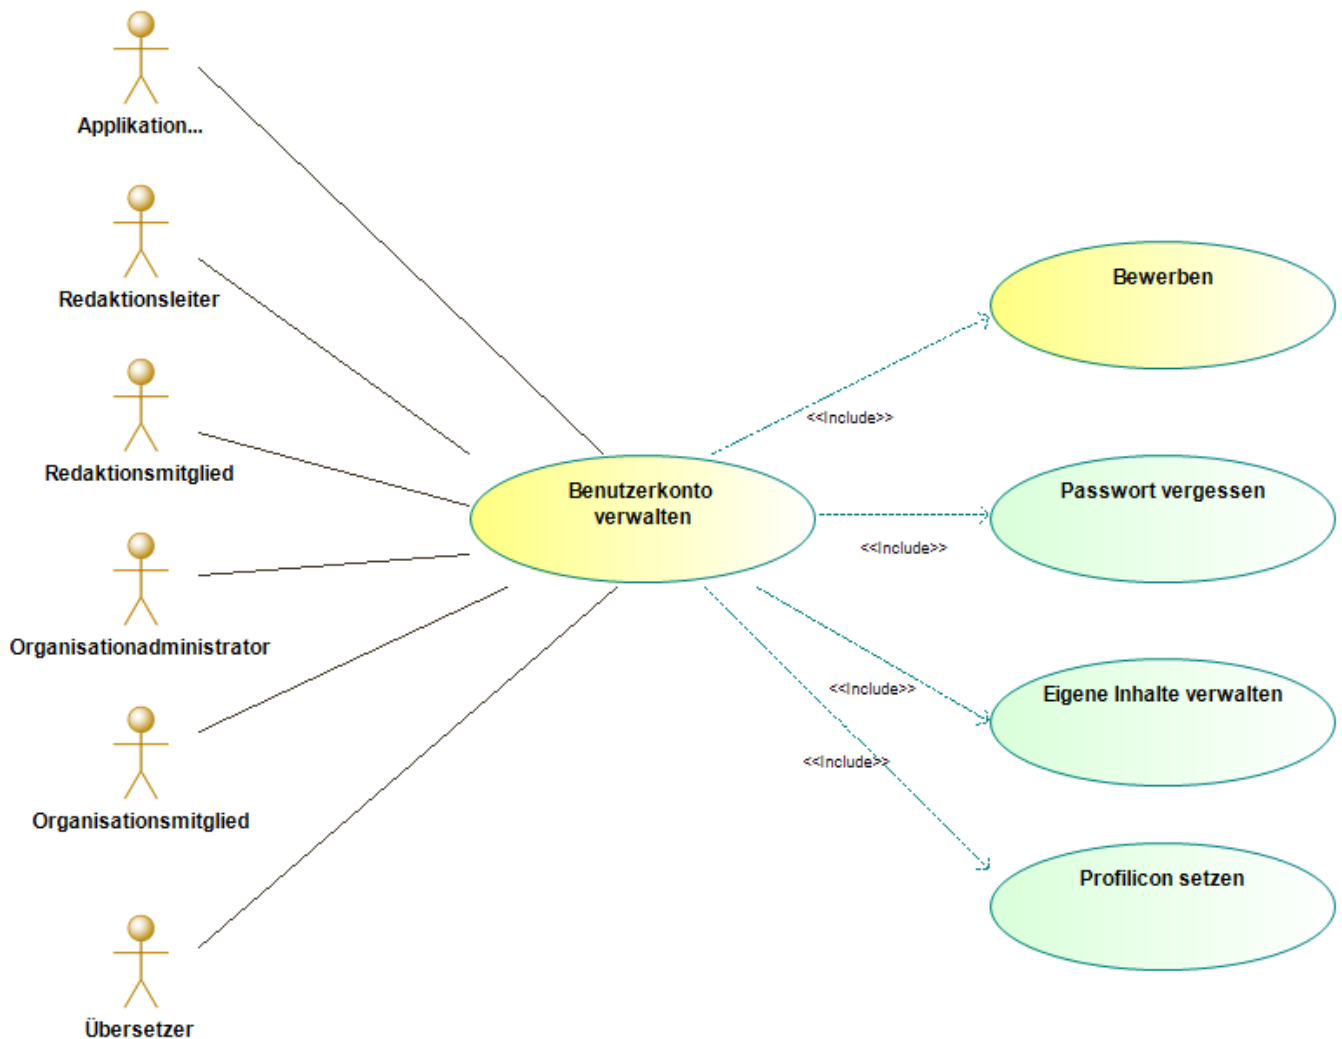 Applikation...
Redaktionsleiter
Redaktionsmitglied
Organisationadministrator
Organisationsmitglied
Übersetzer
Benutzerkonto
verwalten
<<Include>>
<<Include>>
<<Include>>
<<Include>>
Bewerben
Passwort vergessen
Eigene Inhalte verwalten
Profilicon setzen